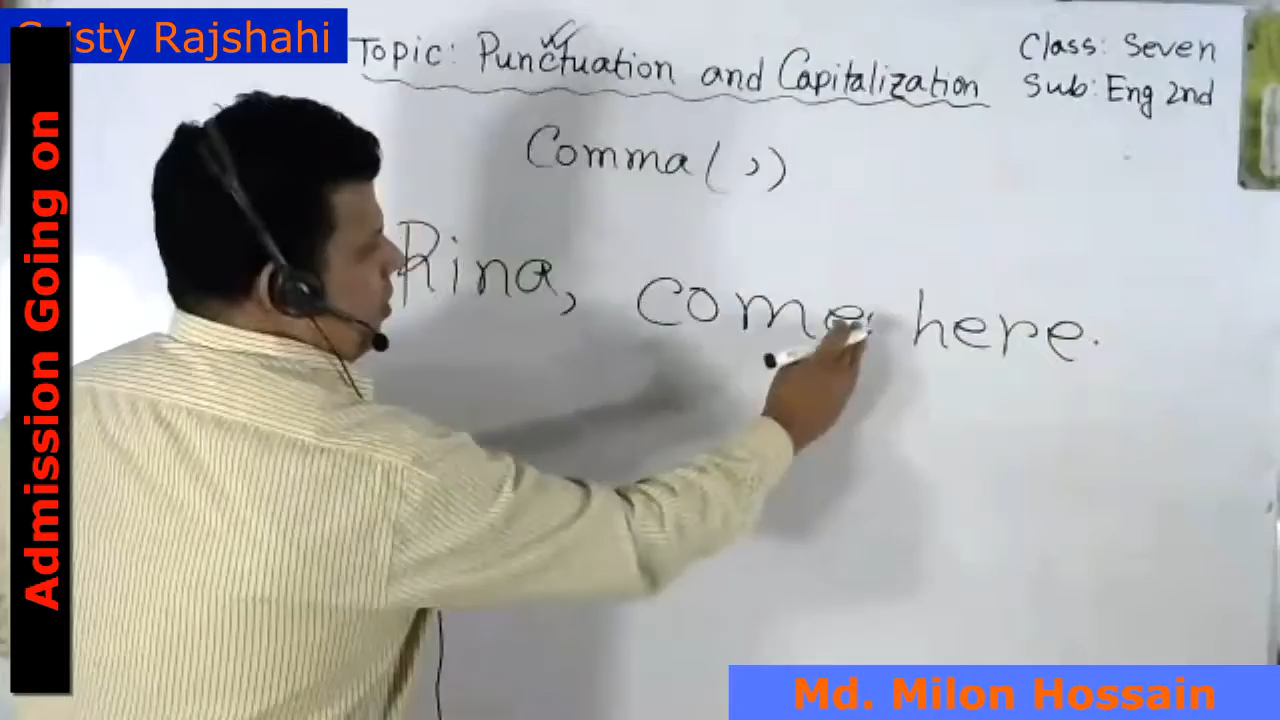 Rajshahi
Admission Going on
Topic: Punctuation and Capitalization
Class: Seven
Sub: Eng 2nd
Comma (,)
Rina, come here.
Md. Milon Hossain